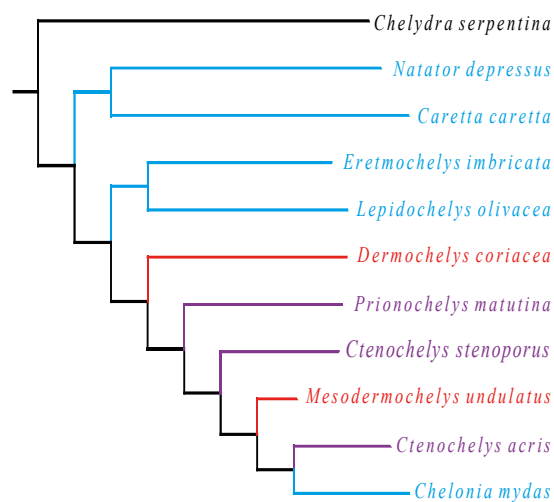 Chelydra serpentina
Natator depressus
Caretta caretta
Eretmochelys imbricata
Lepidochelys olivacea
Dermochelys coriacea
Prionochelys matutina
Ctenochelys stenoporus
Mesodermochelys undulatus
Ctenochelys acris
Chelonia mydas